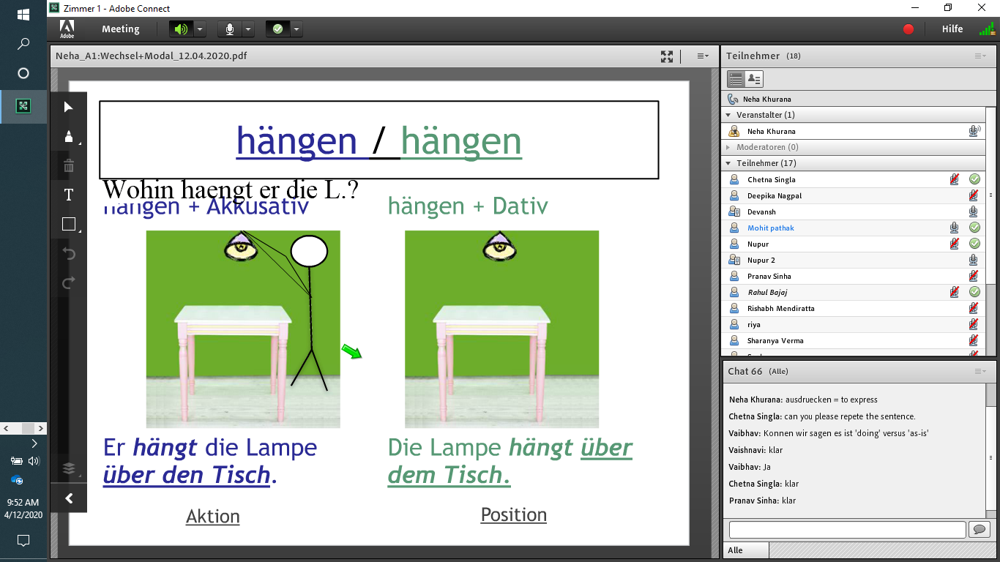 Zimmer 1 - Adobe Connect
Adobe
Meeting
Hilfe
Neha_A1:Wechsel+Modal_12.04.2020.pdf
hängen / hängen
Wohin haengt er die L.?
hängen + Akkusativ
hängen + Dativ
Er hängt die Lampe
über den Tisch.
Die Lampe hängt über
dem Tisch.
Aktion
Position
T
9:52 AM
4/12/2020
Teilnehmer (18)
Neha Khurana
Veranstalter (1)
Neha Khurana
Moderatoren (0)
Teilnehmer (17)
Chetna Singla
Deepika Nagpal
Devansh
Mohit pathak
Nupur
Nupur 2
Pranav Sinha
Rahul Bajaj
Rishabh Mendiratta
riya
Sharanya Verma
Chat 66 (Alle)
Neha Khurana: ausdruecken = to express
Chetna Singla: can you please repete the sentence.
Vaibhav: Konnen wir sagen es ist 'doing' versus 'as-is'
Vaishnavi: klar
Vaibhav: Ja
Chetna Singla: klar
Pranav Sinha: klar
Alle